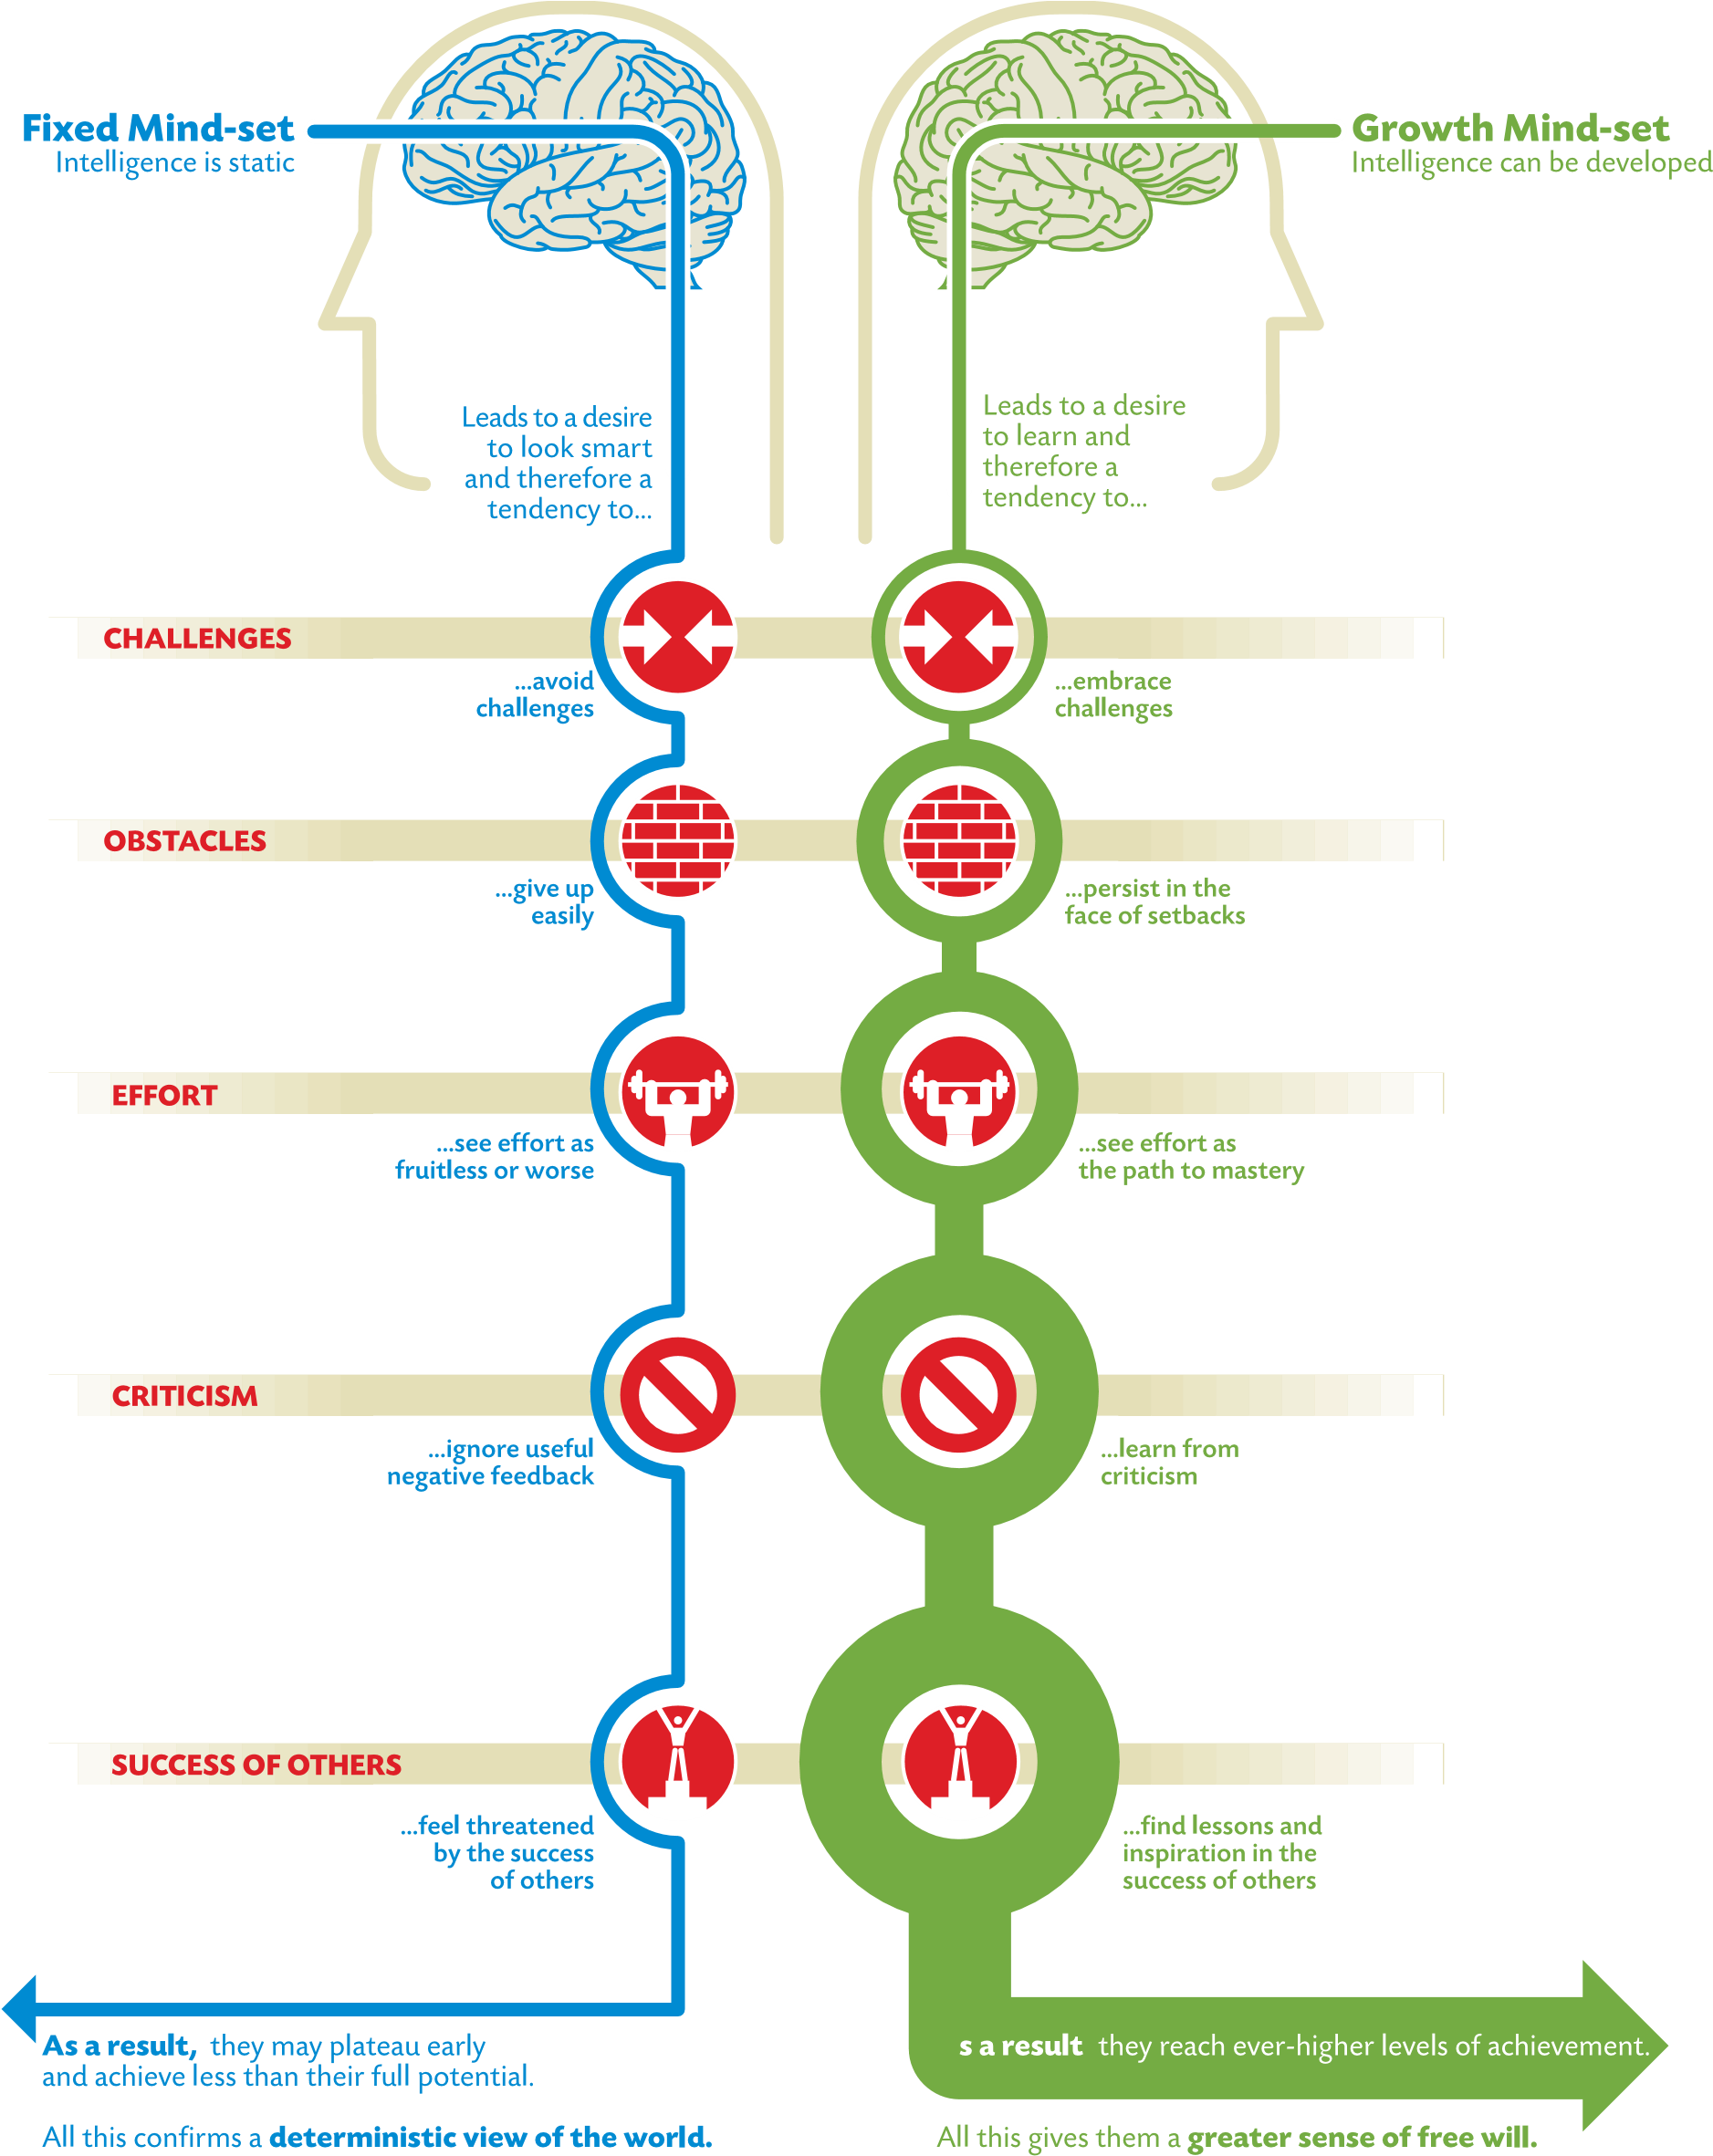 Fixed Mind-set
Intelligence is static
Growth Mind-set
Intelligence can be developed
Leads to a desire
to look smart
and therefore a
tendency to...
Leads to a desire
to learn and
therefore a
tendency to...
CHALLENGES
...avoid
challenges
...embrace
challenges
OBSTACLES
...give up
easily
...persist in the
face of setbacks
EFFORT
...see effort as
fruitless or worse
...see effort as
the path to mastery
CRITICISM
...ignore useful
negative feedback
...learn from
criticism
SUCCESS OF OTHERS
...feel threatened
by the success
of others
...find lessons and
inspiration in the
success of others
As a result, they may plateau early
and achieve less than their full potential.
All this confirms a deterministic view of the world.
s a result they reach ever-higher levels of achievement.
All this gives them a greater sense of free will.